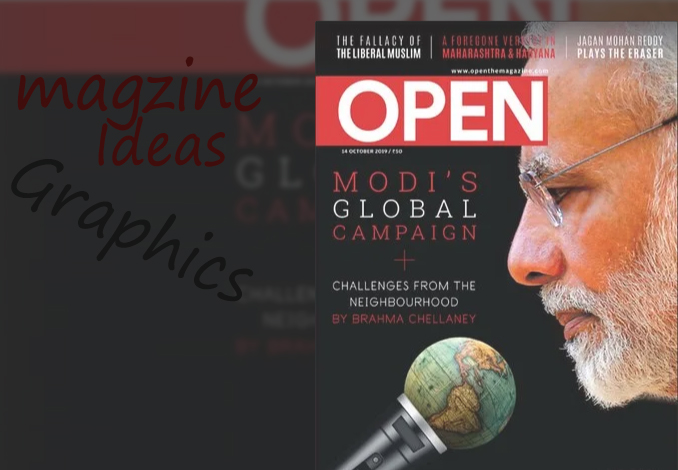 magzine
Ideas
Graphics
THE FALLACY OF
THE LIBERAL MUSLIM
A FOREGONE VERDICT IN
MAHARASHTRA & HARYANA
JAGAN MOHAN REDDY
PLAYS THE ERASER
www.openthemagazine.com
OPEN
14 OCTOBER 2019 / ₹50
MODI'S
GLOBAL
CAMPAIGN
+
CHALLENGES FROM THE
NEIGHBOURHOOD
BY BRAHMA CHELLANEY